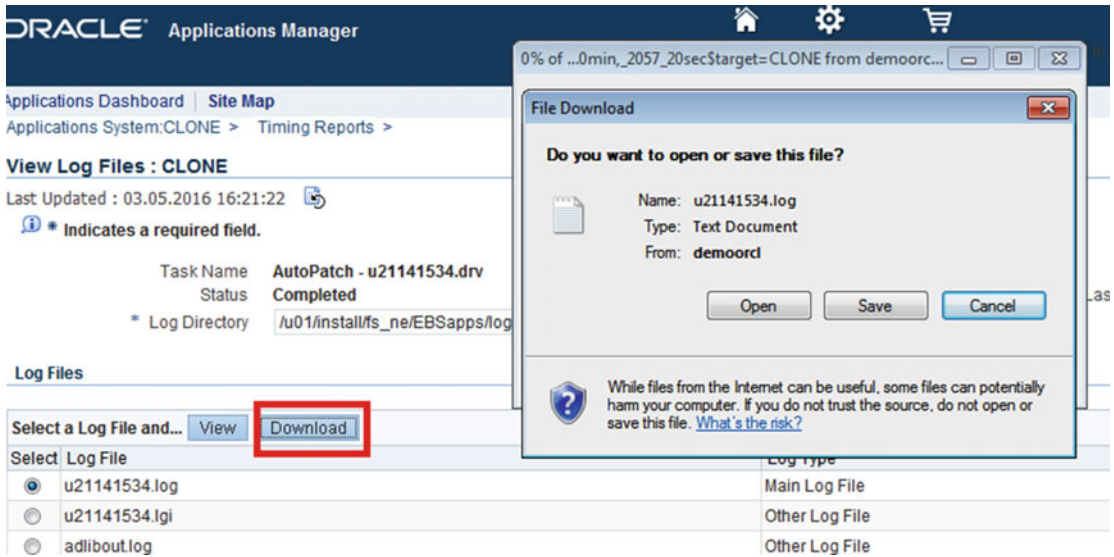 ORACLE Applications Manager
0% of ...0min,_2057_20sec$target=CLONE from demoorc...
Applications Dashboard | Site Map
Applications System:CLONE > Timing Reports >
View Log Files : CLONE
Last Updated : 03.05.2016 16:21:22
* Indicates a required field.
Task Name AutoPatch - u21141534.drv
Status Completed
* Log Directory /u01/install/fs_ne/EBSapps/log
File Download
Do you want to open or save this file?
Name: u21141534.log
Type: Text Document
From: demoorcl
Open Save Cancel
While files from the Internet can be useful, some files can potentially
harm your computer. If you do not trust the source, do not open or
save this file. What's the risk?
Log Files
Select a Log File and... View Download
Select Log File Log Type
u21141534.log Main Log File
u21141534.lgi Other Log File
adlibout.log Other Log File